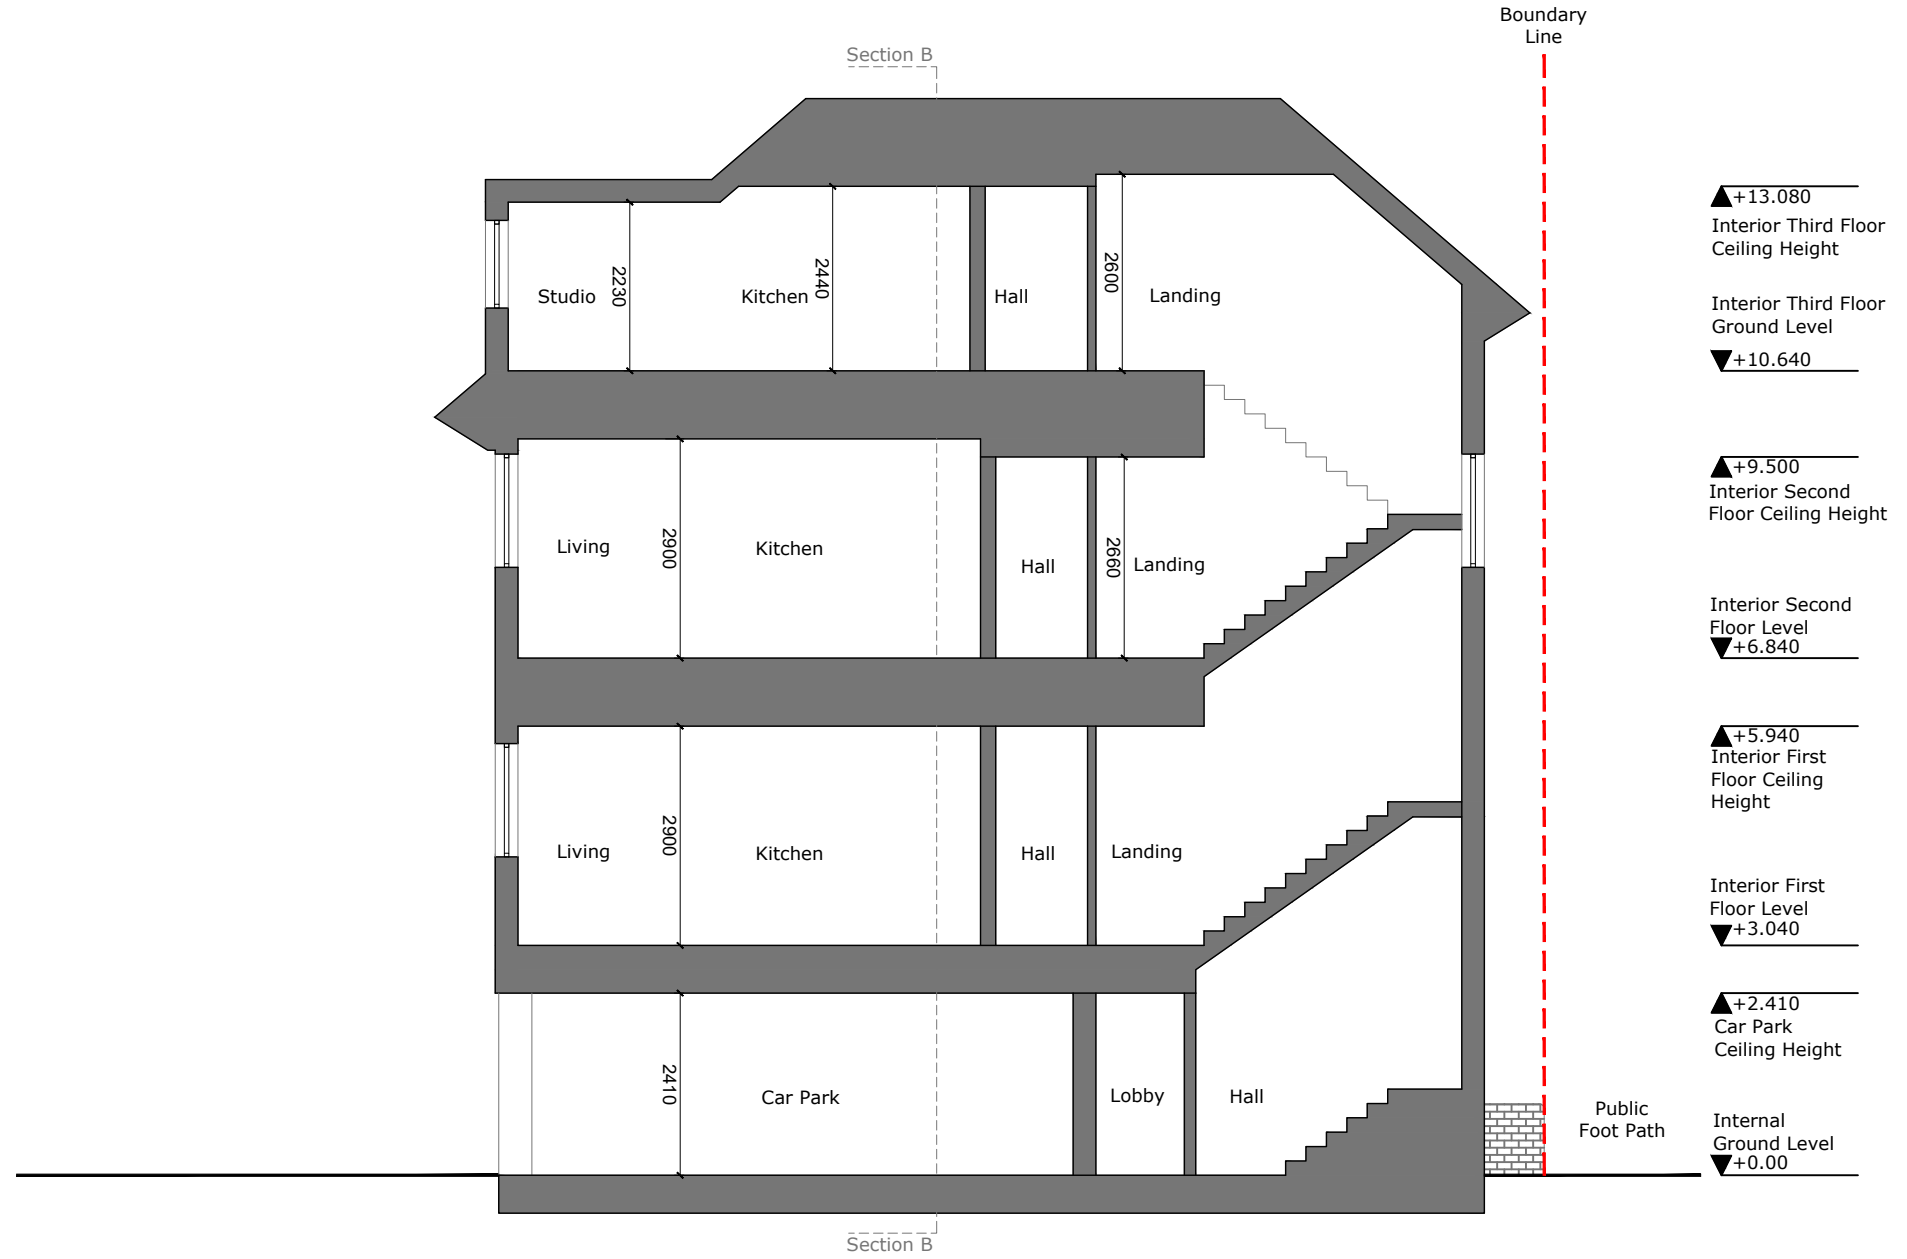 Boundary
Line
Section B
+13.080
Interior Third Floor
Ceiling Height
2230
2440
2600
Studio
Kitchen
Hall
Landing
Interior Third Floor
Ground Level
+10.640
+9.500
Interior Second
Floor Ceiling Height
2900
2660
Living
Kitchen
Hall
Landing
Interior Second
Floor Level
+6.840
+5.940
Interior First
Floor Ceiling
Height
2900
Living
Kitchen
Hall
Landing
Interior First
Floor Level
+3.040
+2.410
Car Park
Ceiling Height
2410
Car Park
Lobby
Hall
Public
Foot Path
Internal
Ground Level
+0.00
Section B